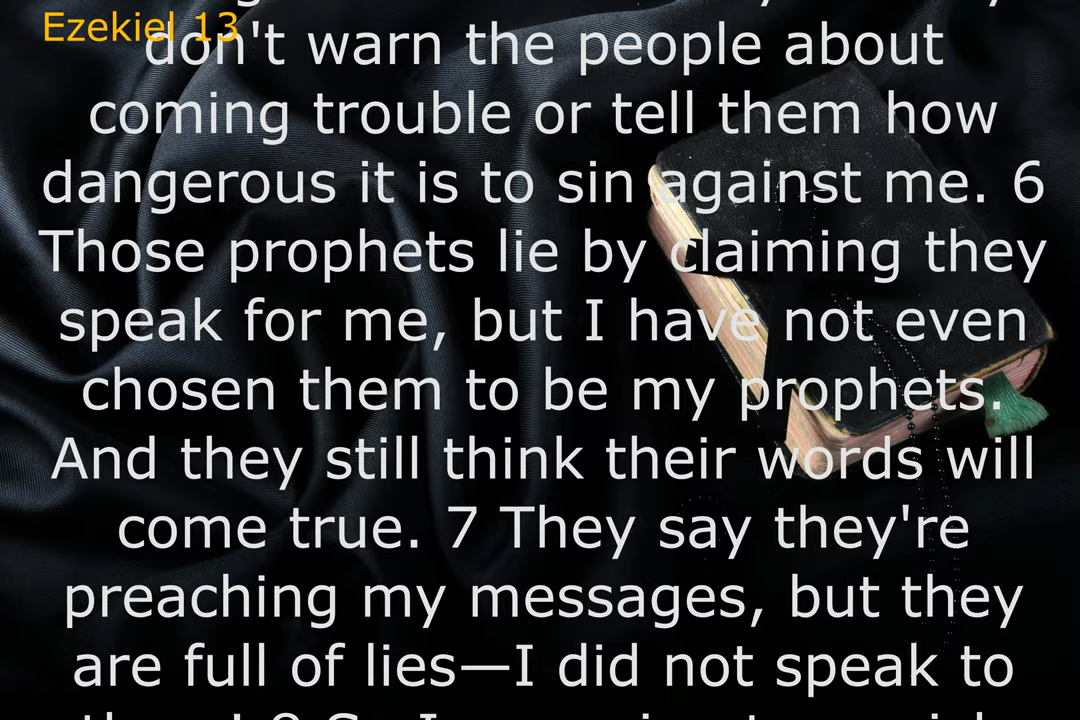 Ezekiel 13
don't warn the people about
coming trouble or tell them how
dangerous it is to sin against me. 6
Those prophets lie by claiming they
speak for me, but I have not even
chosen them to be my prophets.
And they still think their words will
come true. 7 They say they're
preaching my messages, but they
are full of lies—I did not speak to